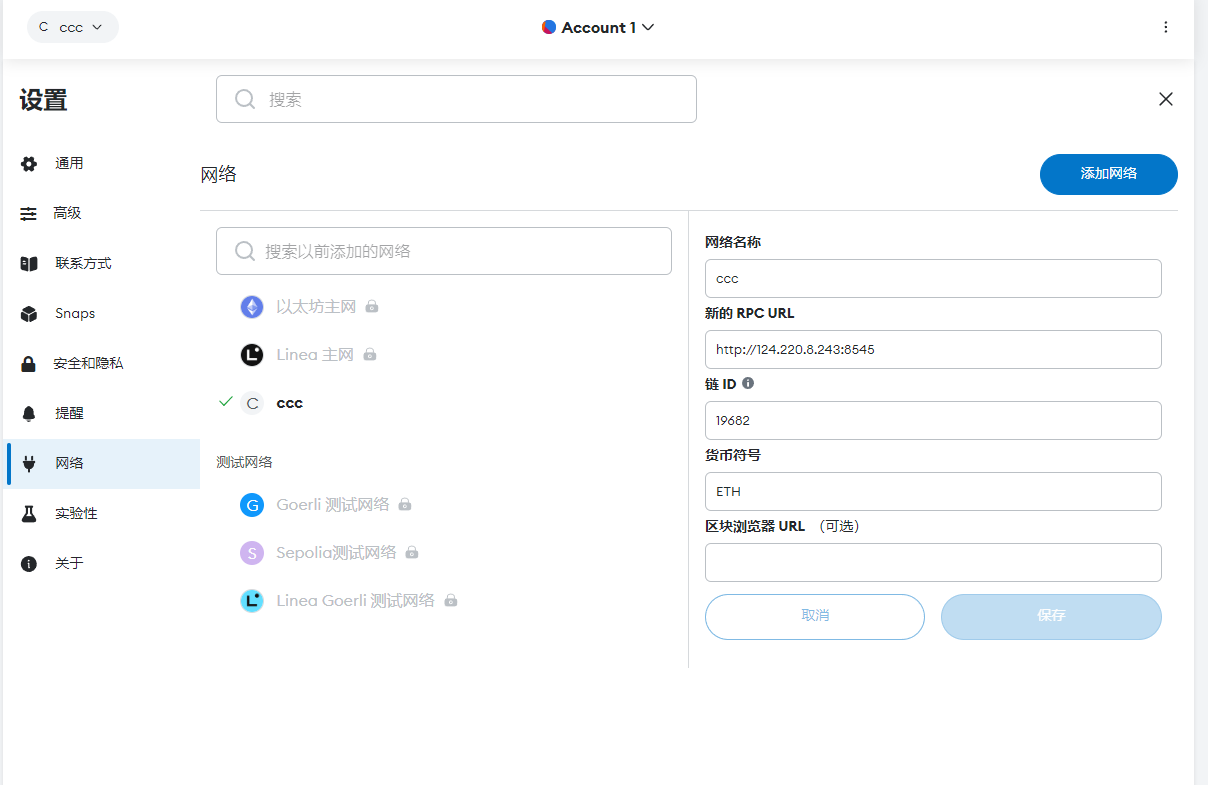 C ccc
Account 1
设置
搜索
通用
高级
联系方式
Snaps
安全和隐私
提醒
网络
实验性
关于
网络
添加网络
搜索以前添加的网络
以太坊主网
Linea 主网
C ccc
测试网络
G Goerli 测试网络
S Sepolia测试网络
Linea Goerli 测试网络
网络名称
ccc
新的 RPC URL
http://124.220.8.243:8545
链 ID
19682
货币符号
ETH
区块浏览器 URL （可选）
取消
保存